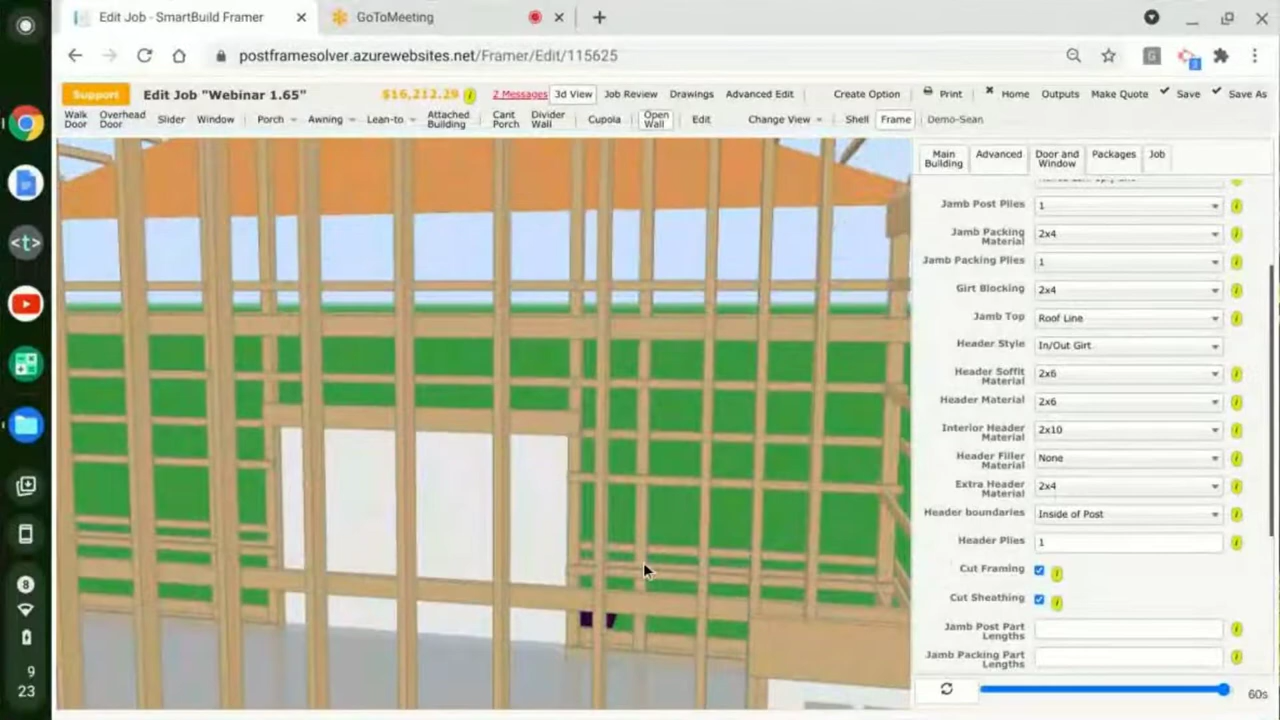 Edit Job - SmartBuild Framer
GoToMeeting
postframesolver.azurewebsites.net/Framer/Edit/115625
Support
Edit Job "Webinar 1.65"
$16,212.29
2 Messages
3d View
Job Review
Drawings
Advanced Edit
Create Option
Print
Home
Outputs
Make Quote
Save
Save As
Walk Door
Overhead Door
Slider
Window
Porch
Awning
Lean-to
Attached Building
Cant Porch
Divider Wall
Cupola
Open Wall
Edit
Change View
Shell
Frame
Demo-Sean
Main Building
Advanced
Door and Window
Packages
Job
Jamb Post Plies 1
Jamb Packing Material 2x4
Jamb Packing Plies 1
Girt Blocking 2x4
Jamb Top Roof Line
Header Style In/Out Girt
Header Soffit Material 2x6
Header Material 2x6
Interior Header Material 2x10
Header Filler Material None
Extra Header Material 2x4
Header boundaries Inside of Post
Header Plies 1
Cut Framing
Cut Sheathing
Jamb Post Part Lengths
Jamb Packing Part Lengths
60s
8
9
23